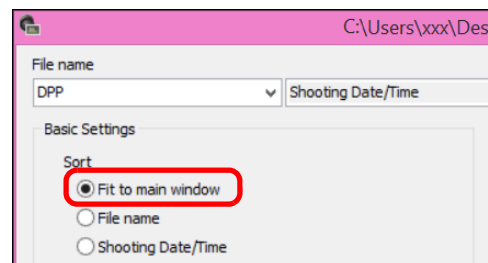 C:\Users\xxx\Des
File name
DPP
Shooting Date/Time
Basic Settings
Sort
Fit to main window
File name
Shooting Date/Time